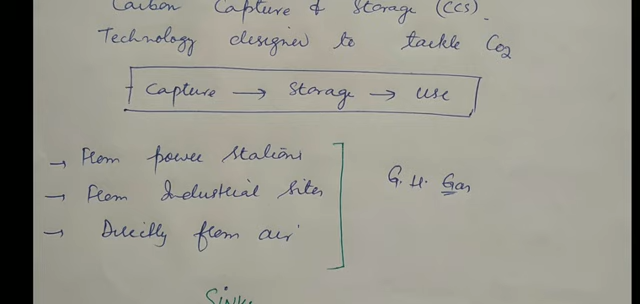 Carbon Capture & Storage (CCS).
Technology designed to tackle CO2
Capture → Storage → use
→ From power stations
→ From Industrial Sites
→ Directly from air
G. H. Gas
Sink